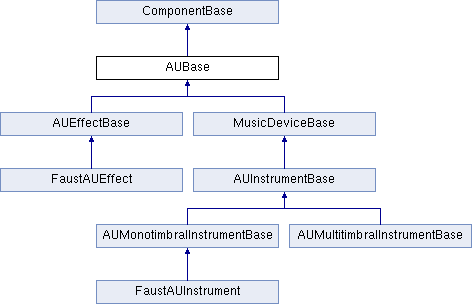 ComponentBase
AUBase
AUEffectBase
MusicDeviceBase
FaustAUEffect
AUInstrumentBase
AUMonotimbralInstrumentBase
AUMultitimbralInstrumentBase
FaustAUInstrument